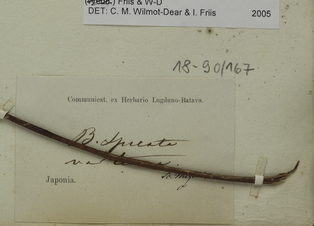 ) Friis & W-D
DET: C. M. Wilmot-Dear & I. Friis 2005
18-90/167
Communicat. ex Herbario Lugduno-Batavo.
B. spicata
Japonia.